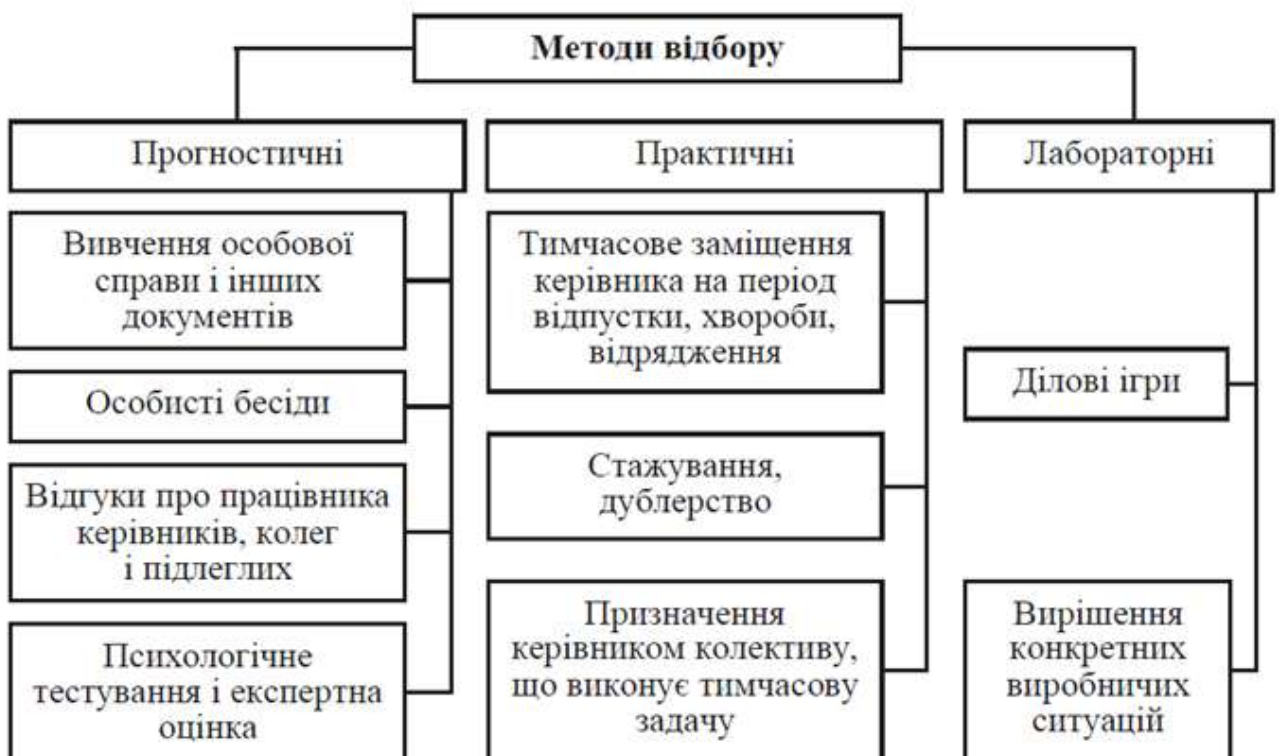 Методи відбору
Прогностичні
Вивчення особової
справи і інших
документів
Особисті бесіди
Відгуки про працівника
керівників, колег
і підлеглих
Психологічне
тестування і експертна
оцінка
Практичні
Тимчасове заміщення
керівника на період
відпустки, хвороби,
відрядження
Стажування,
дублерство
Призначення
керівником колективу,
що виконує тимчасову
задачу
Лабораторні
Ділові ігри
Вирішення
конкретних
виробничих
ситуацій